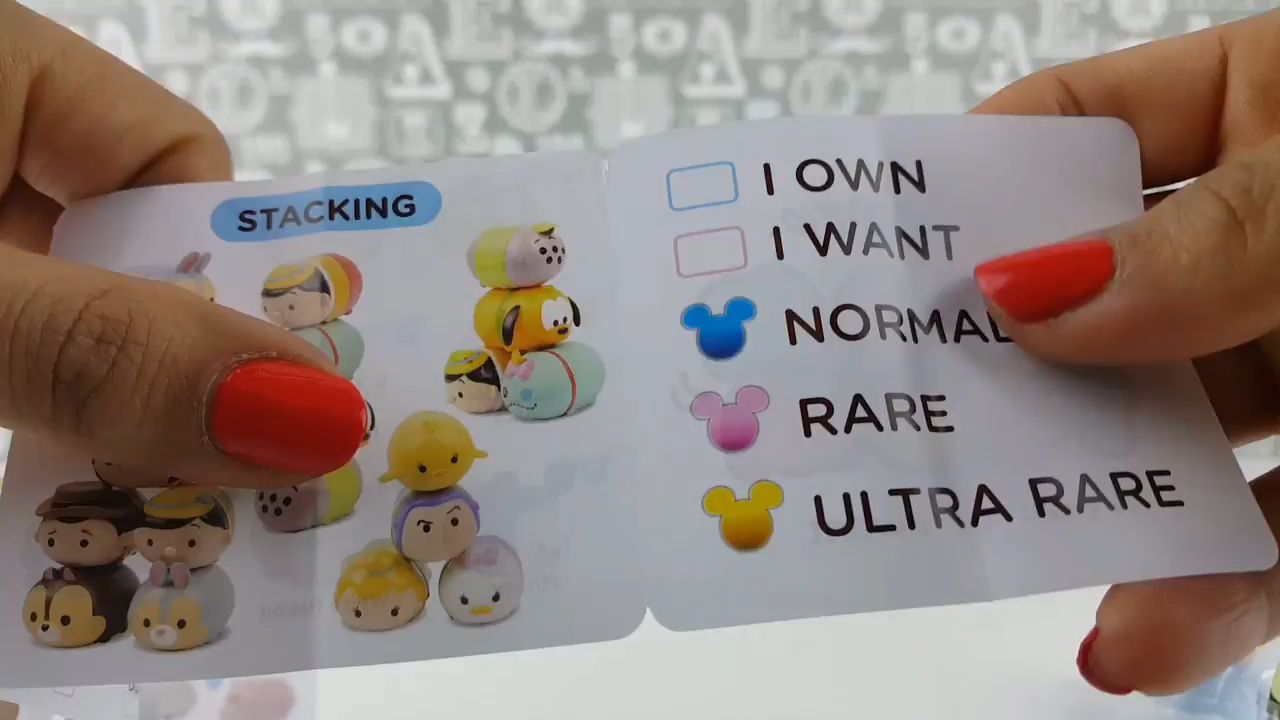 STACKING
I OWN
I WANT
NORMAL
RARE
ULTRA RARE